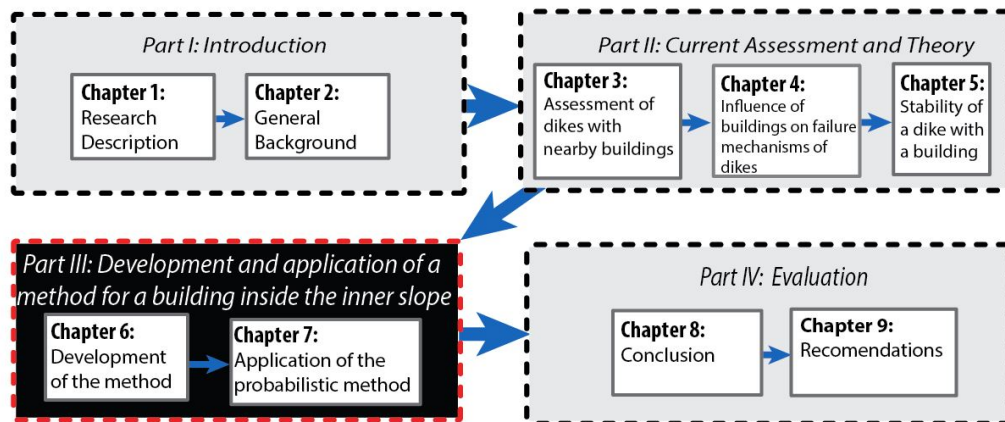 Part I: Introduction
Chapter 1:
Research
Description
Chapter 2:
General
Background
Part II: Current Assessment and Theory
Chapter 3:
Assessment of
dikes with
nearby buildings
Chapter 4:
Influence of
buildings on failure
mechanisms of
dikes
Chapter 5:
Stability of
a dike with
a building
Part III: Development and application of a
method for a building inside the inner slope
Chapter 6:
Development
of the method
Chapter 7:
Application of the
probabilistic method
Part IV: Evaluation
Chapter 8:
Conclusion
Chapter 9:
Recomendations